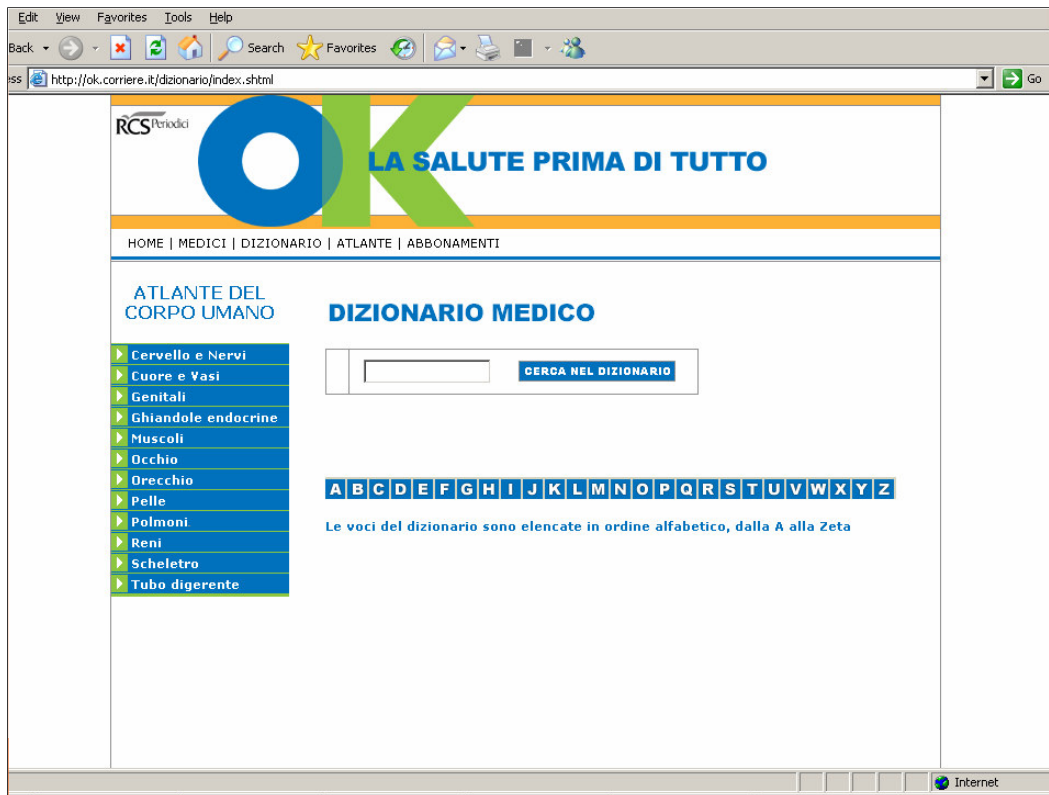 Edit View Favorites Tools Help
Back Search Favorites
ess http://ok.corriere.it/dizionario/index.shtml Go
RCS Periodici
OK
LA SALUTE PRIMA DI TUTTO
HOME | MEDICI | DIZIONARIO | ATLANTE | ABBONAMENTI
ATLANTE DEL
CORPO UMANO
DIZIONARIO MEDICO
Cervello e Nervi
Cuore e Vasi
Genitali
Ghiandole endocrine
Muscoli
Occhio
Orecchio
Pelle
Polmoni
Reni
Scheletro
Tubo digerente
CERCA NEL DIZIONARIO
A B C D E F G H I J K L M N O P Q R S T U V W X Y Z
Le voci del dizionario sono elencate in ordine alfabetico, dalla A alla Zeta
Internet